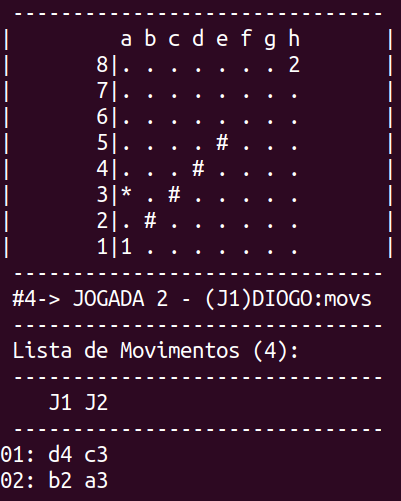 ---------------------------------
|         a b c d e f g h       |
|       8|. . . . . . . 2       |
|       7|. . . . . . . .       |
|       6|. . . . . . . .       |
|       5|. . . . # . . .       |
|       4|. . . # . . . .       |
|       3|* . # . . . . .       |
|       2|. # . . . . . .       |
|       1|1 . . . . . . .       |
---------------------------------
#4-> JOGADA 2 - (J1)DIOGO:movs
---------------------------------
Lista de Movimentos (4):
---------------------------------
    J1 J2
---------------------------------
01: d4 c3
02: b2 a3